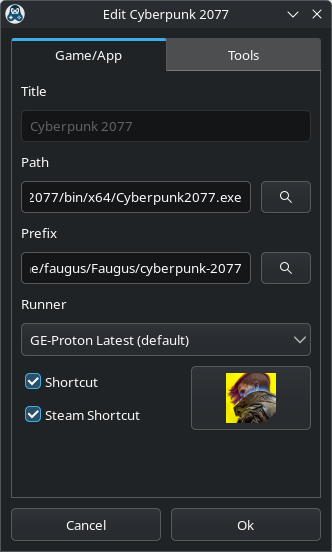 Edit Cyberpunk 2077
Game/App
Tools
Title
Cyberpunk 2077
Path
2077/bin/x64/Cyberpunk2077.exe
Prefix
e/faugus/Faugus/cyberpunk-2077
Runner
GE-Proton Latest (default)
Shortcut
Steam Shortcut
Cancel
Ok